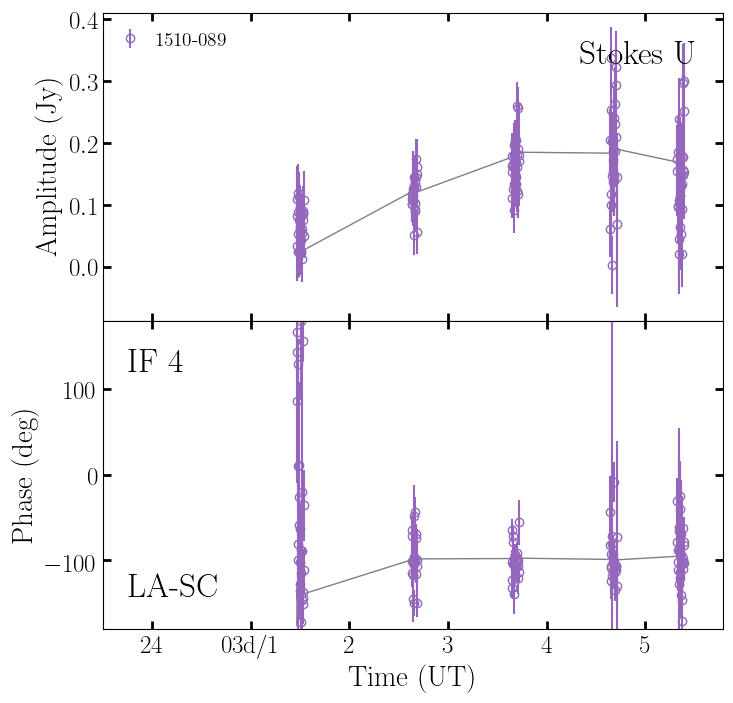 0.4
1510-089
Stokes U
0.3
0.2
0.1
0.0
Amplitude (Jy)
IF 4
100
0
−100
Phase (deg)
LA-SC
24 03d/1 2 3 4 5
Time (UT)